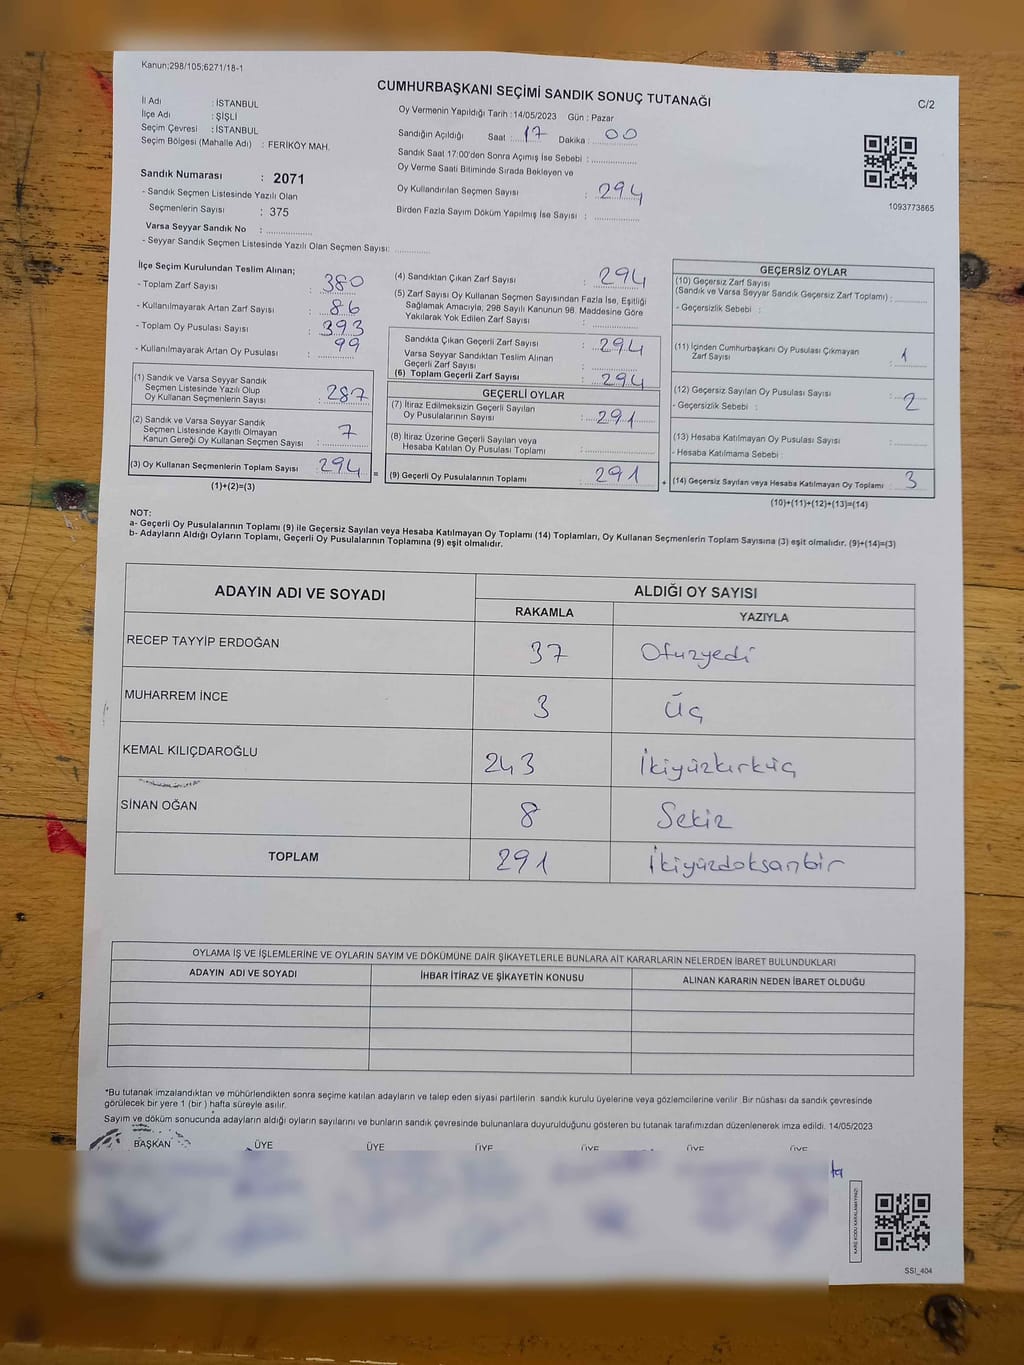 Kanun;298/105;6271/18-1
CUMHURBAŞKANI SEÇİMİ SANDIK SONUÇ TUTANAĞI
C/2
İl Adı : İSTANBUL
İlçe Adı : ŞİŞLİ
Seçim Çevresi : İSTANBUL
Seçim Bölgesi (Mahalle Adı) : FERİKÖY MAH.
Sandık Numarası : 2071
- Sandık Seçmen Listesinde Yazılı Olan
Seçmenlerin Sayısı : 375
Varsa Seyyar Sandık No :
- Seyyar Sandık Listesinde Yazılı Olan Seçmen Sayısı:
Oy Vermenin Yapıldığı Tarih :14/05/2023 Gün : Pazar
Sandığın Açıldığı Saat : 17 Dakika : 00
Sandık Saat 17:00'den Sonra Açımış İse Sebebi :
Oy Verme Saati Bitiminde Sırada Bekleyen ve
Oy Kullandırılan Seçmen Sayısı : 294
Birden Fazla Sayım Döküm Yapılmış İse Sayısı :
1093773865
İlçe Seçim Kurulundan Teslim Alınan;
- Toplam Zarf Sayısı : 380
- Kullanılmayarak Artan Zarf Sayısı : 86
- Toplam Oy Pusulası Sayısı : 393
- Kullanılmayarak Artan Oy Pusulası : 99
(1) Sandık ve Varsa Seyyar Sandık
Seçmen Listesinde Yazılı Olup
Oy Kullanan Seçmenlerin Sayısı : 287
(2) Sandık ve Varsa Seyyar Sandık
Seçmen Listesinde Kayıtlı Olmayan
Kanun Gereği Oy Kullanan Seçmen Sayısı : 7
(3) Oy Kullanan Seçmenlerin Toplam Sayısı : 294 =
(1)+(2)=(3)
(4) Sandıktan Çıkan Zarf Sayısı : 294
(5) Zarf Sayısı Oy Kullanan Seçmen Sayısından Fazla İse, Eşitliği
Sağlamak Amacıyla, 298 Sayılı Kanunun 98. Maddesine Göre
Yakılarak Yok Edilen Zarf Sayısı :
Sandıkta Çıkan Geçerli Zarf Sayısı : 294
Varsa Seyyar Sandıktan Teslim Alınan
Geçerli Zarf Sayısı :
(6) Toplam Geçerli Zarf Sayısı : 294
GEÇERLİ OYLAR
(7) İtiraz Edilmeksizin Geçerli Sayılan
Oy Pusulalarının Sayısı : 291
(8) İtiraz Üzerine Geçerli Sayılan veya
Hesaba Katılan Oy Pusulası Toplamı :
(9) Geçerli Oy Pusulalarının Toplamı : 291 +
GEÇERSİZ OYLAR
(10) Geçersiz Zarf Sayısı
(Sandık ve Varsa Seyyar Sandık Geçersiz Zarf Toplamı) :
- Geçersizlik Sebebi :
(11) İçinden Cumhurbaşkanı Oy Pusulası Çıkmayan
Zarf Sayısı : 1
(12) Geçersiz Sayılan Oy Pusulası Sayısı : 2
- Geçersizlik Sebebi :
(13) Hesaba Katılmayan Oy Pusulası Sayısı :
- Hesaba Katılmama Sebebi :
(14) Geçersiz Sayılan veya Hesaba Katılmayan Oy Toplamı : 3
(10)+(11)+(12)+(13)=(14)
NOT:
a- Geçerli Oy Pusulalarının Toplamı (9) ile Geçersiz Sayılan veya Hesaba Katılmayan Oy Toplamı (14) Toplamları, Oy Kullanan Seçmenlerin Toplam Sayısına (3) eşit olmalıdır. (9)+(14)=(3)
b- Adayların Aldığı Oyların Toplamı, Geçerli Oy Pusulalarının Toplamına (9) eşit olmalıdır.
ADAYIN ADI VE SOYADI
ALDIĞI OY SAYISI
RAKAMLA YAZIYLA
RECEP TAYYİP ERDOĞAN 37 Otuzyedi
MUHARREM İNCE 3 Üç
KEMAL KILIÇDAROĞLU 243 İkiyüzkırküç
SİNAN OĞAN 8 Sekiz
TOPLAM 291 İkiyüzdoksanbir
OYLAMA İŞ VE İŞLEMLERİNE VE OYLARIN SAYIM VE DÖKÜMÜNE DAİR ŞİKAYETLERLE BUNLARA AİT KARARLARIN NELERDEN İBARET BULUNDUKLARI
ADAYIN ADI VE SOYADI İHBAR İTİRAZ VE ŞİKAYETİN KONUSU ALINAN KARARIN NEDEN İBARET OLDUĞU
*Bu tutanak imzalandıktan ve mühürlendikten sonra seçime katılan adayların ve talep eden siyasi partilerin sandık kurulu üyelerine veya gözlemcilerine verilir. Bir nüshası da sandık çevresinde
görülecek bir yere 1 (bir ) hafta süreyle asılır.
Sayım ve döküm sonucunda adayların aldığı oyların sayılarını ve bunların sandık çevresinde bulunanlara duyurulduğunu gösteren bu tutanak tarafımızdan düzenlenerek imza edildi. 14/05/2023
BAŞKAN ÜYE ÜYE ÜYE ÜYE ÜYE ÜYE
SSI_404